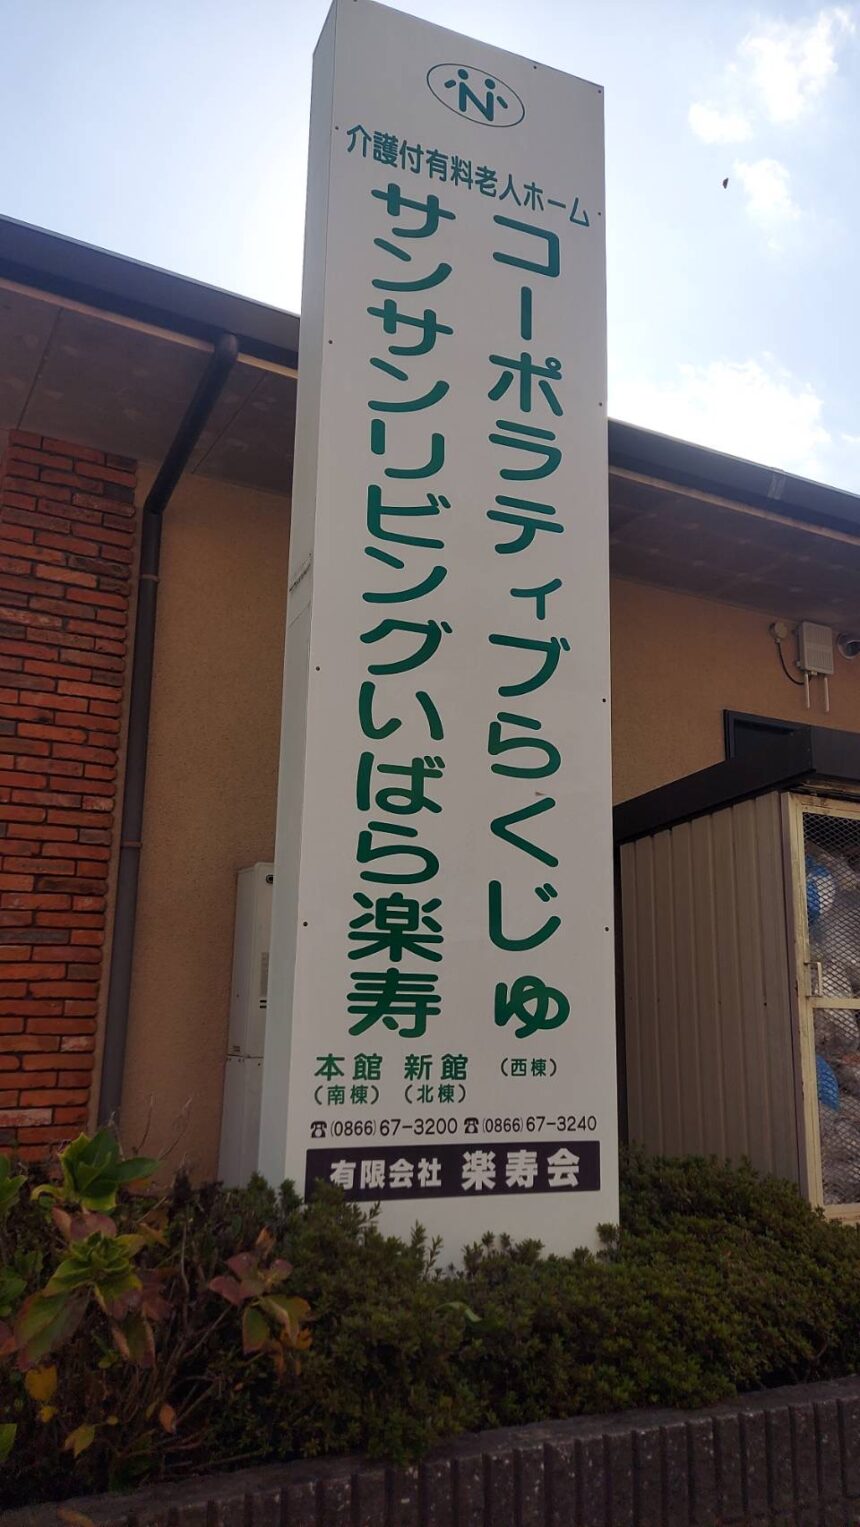 N
介護付有料老人ホーム
コーポラティブらくじゅ
サンサンリビングいばら楽寿
本館 新館 (西棟)
(南棟) (北棟)
☎(0866)67-3200 ☎(0866)67-3240
有限会社 楽寿会